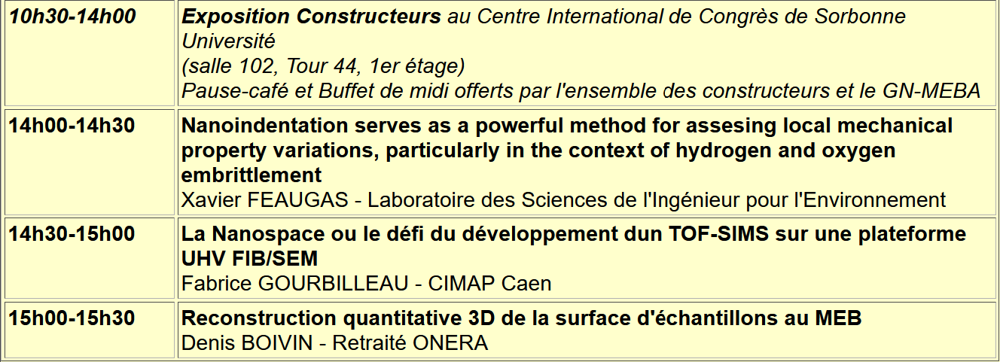 10h30-14h00
Exposition Constructeurs au Centre International de Congrès de Sorbonne
Université
(salle 102, Tour 44, 1er étage)
Pause-café et Buffet de midi offerts par l'ensemble des constructeurs et le GN-MEBA
14h00-14h30
Nanoindentation serves as a powerful method for assesing local mechanical
property variations, particularly in the context of hydrogen and oxygen
embrittlement
Xavier FEAUGAS - Laboratoire des Sciences de l'Ingénieur pour l'Environnement
14h30-15h00
La Nanospace ou le défi du développement dun TOF-SIMS sur une plateforme
UHV FIB/SEM
Fabrice GOURBILLEAU - CIMAP Caen
15h00-15h30
Reconstruction quantitative 3D de la surface d'échantillons au MEB
Denis BOIVIN - Retraité ONERA